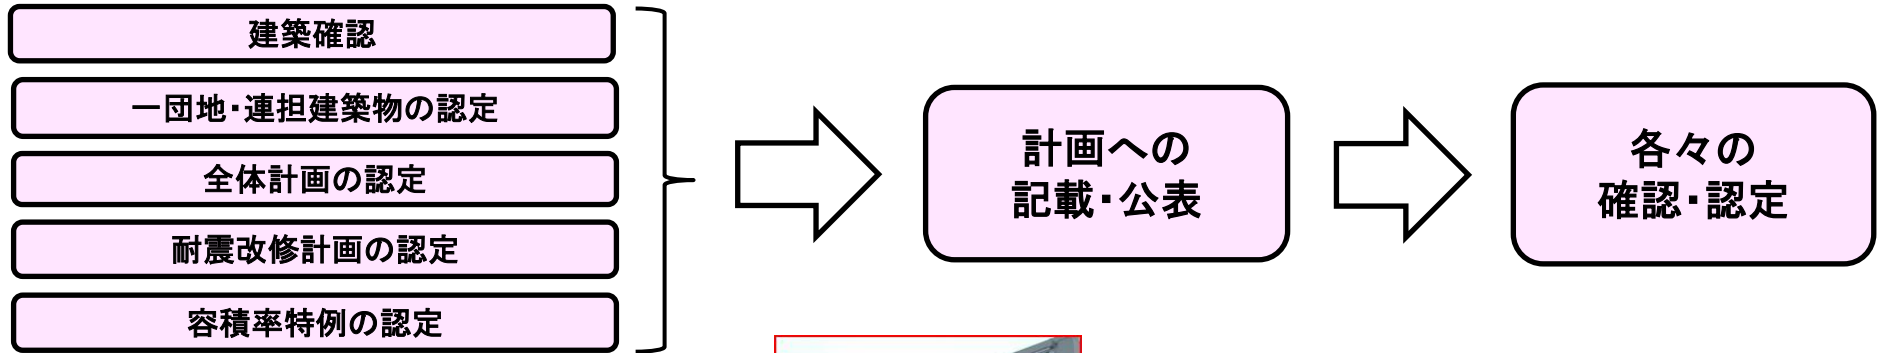 建築確認
一団地・連担建築物の認定
全体計画の認定
耐震改修計画の認定
容積率特例の認定
計画への
記載・公表
各々の
確認・認定